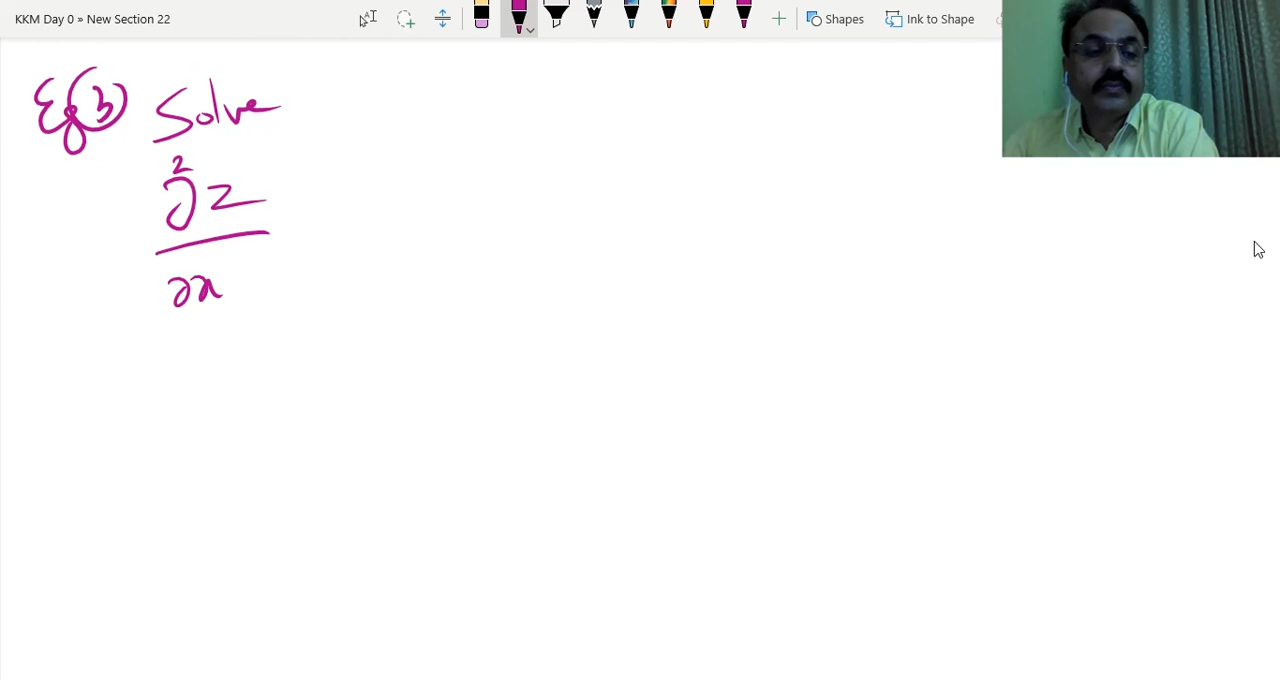 KKM Day 0 » New Section 22
Shapes
Ink to Shape
Eg(3) Solve
∂²z
∂x